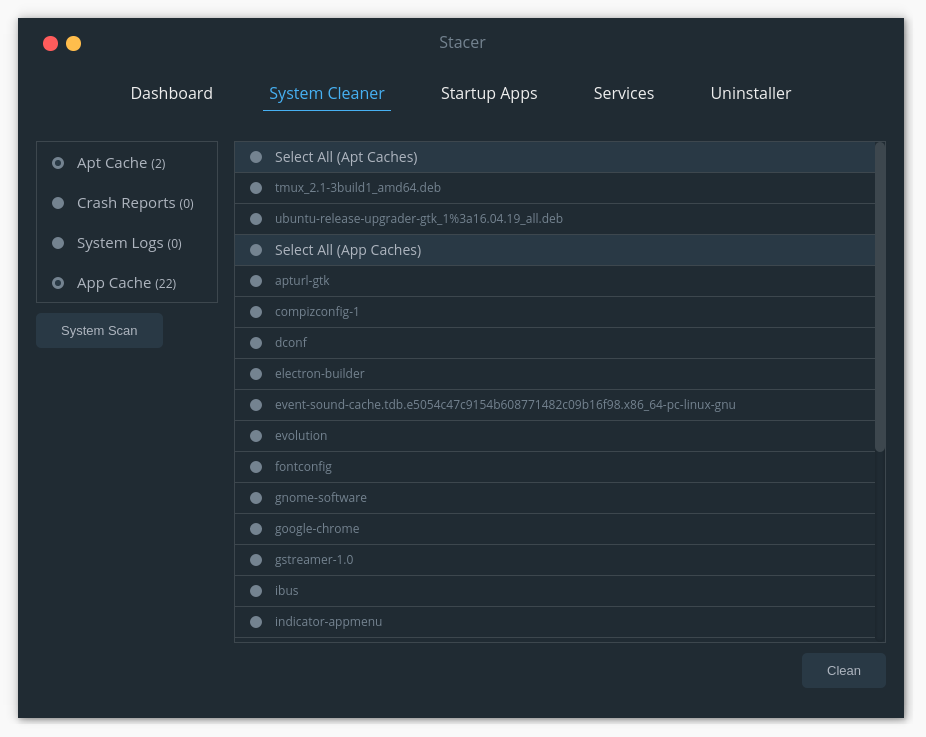 Stacer
Dashboard System Cleaner Startup Apps Services Uninstaller
Apt Cache (2)
Crash Reports (0)
System Logs (0)
App Cache (22)
System Scan
Select All (Apt Caches)
tmux_2.1-3build1_amd64.deb
ubuntu-release-upgrader-gtk_1%3a16.04.19_all.deb
Select All (App Caches)
apturl-gtk
compizconfig-1
dconf
electron-builder
event-sound-cache.tdb.e5054c47c9154b608771482c09b16f98.x86_64-pc-linux-gnu
evolution
fontconfig
gnome-software
google-chrome
gstreamer-1.0
ibus
indicator-appmenu
Clean